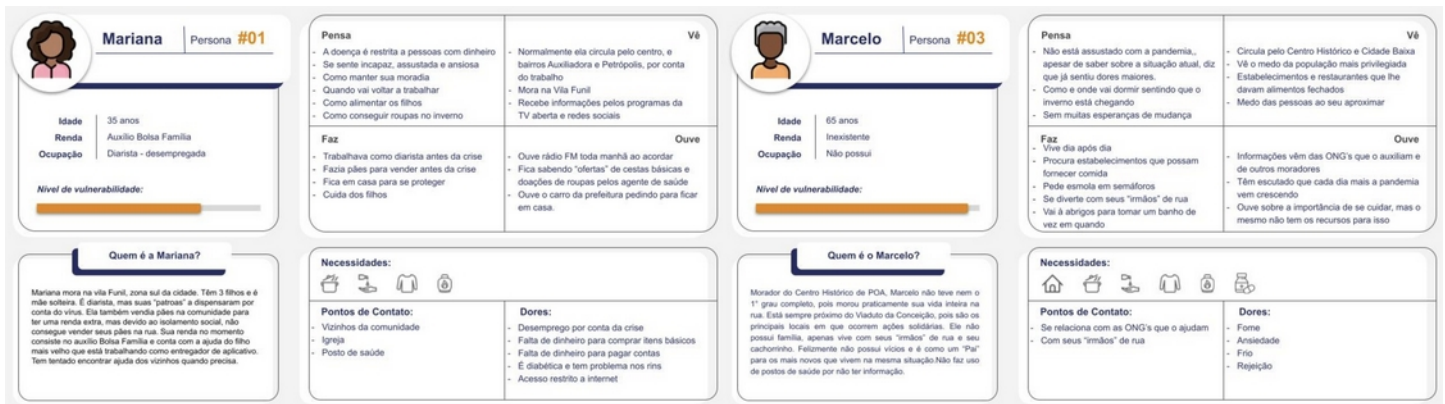 Mariana
Persona #01
Idade 35 anos
Renda Auxílio Bolsa Família
Ocupação Diarista - desempregada
Nível de vulnerabilidade:
Pensa
- A doença é restrita a pessoas com dinheiro
- Se sente incapaz, assustada e ansiosa
- Como manter sua moradia
- Quando vai voltar a trabalhar
- Como alimentar os filhos
- Como conseguir roupas no inverno
Vê
- Normalmente ela circula pelo centro, e
bairros Auxiliadora e Petrópolis, por conta
do trabalho
- Mora na Vila Funil
- Recebe informações pelos programas da
TV aberta e redes sociais
Faz
- Trabalhava como diarista antes da crise
- Fazia pães para vender antes da crise
- Fica em casa para se proteger
- Cuida dos filhos
Ouve
- Ouve rádio FM toda manhã ao acordar
- Fica sabendo "ofertas" de cestas básicas e
doações de roupas pelos agente de saúde
- Ouve o carro da prefeitura pedindo para ficar
em casa.
Quem é a Mariana?
Mariana mora na vila Funil, zona sul da cidade. Têm 3 filhos e é
mãe solteira. É diarista, mas suas "patroas" a dispensaram por
conta do vírus. Ela também vendia pães na comunidade para
ter uma renda extra, mas devido ao isolamento social, não
consegue vender seus pães na rua. Sua renda no momento
consiste no auxílio Bolsa Família e conta com a ajuda do filho
mais velho que está trabalhando como entregador de aplicativo.
Tem tentado encontrar ajuda dos vizinhos quando precisa.
Necessidades:
Pontos de Contato:
- Vizinhos da comunidade
- Igreja
- Posto de saúde
Dores:
- Desemprego por conta da crise
- Falta de dinheiro para comprar itens básicos
- Falta de dinheiro para pagar contas
- É diabética e tem problema nos rins
- Acesso restrito a internet
Marcelo
Persona #03
Idade 65 anos
Renda Inexistente
Ocupação Não possui
Nível de vulnerabilidade:
Pensa
- Não está assustado com a pandemia,,
apesar de saber sobre a situação atual, diz
que já sentiu dores maiores.
- Como e onde vai dormir sentindo que o
inverno está chegando
- Sem muitas esperanças de mudança
Vê
- Circula pelo Centro Histórico e Cidade Baixa
- Vê o medo da população mais privilegiada
- Estabelecimentos e restaurantes que lhe
davam alimentos fechados
- Medo das pessoas ao seu aproximar
Faz
- Vive dia após dia
- Procura estabelecimentos que possam
fornecer comida
- Pede esmola em semáforos
- Se diverte com seus "irmãos" de rua
- Vai à abrigos para tomar um banho de
vez em quando
Ouve
- Informações vêm das ONG's que o auxiliam e
de outros moradores
- Têm escutado que cada dia mais a pandemia
vem crescendo
- Ouve sobre a importância de se cuidar, mas o
mesmo não tem os recursos para isso
Quem é o Marcelo?
Morador do Centro Histórico de POA, Marcelo não teve nem o
1° grau completo, pois morou praticamente sua vida inteira na
rua. Está sempre próximo do Viaduto da Conceição, pois são os
principais locais em que ocorrem ações solidárias. Ele não
possui família, apenas vive com seus "irmãos" de rua e seu
cachorrinho. Felizmente não possui vícios e é como um "Pai"
para os mais novos que vivem na mesma situação.Não faz uso
de postos de saúde por não ter informação.
Necessidades:
Pontos de Contato:
- Se relaciona com as ONG's que o ajudam
- Com seus "irmãos" de rua
Dores:
- Fome
- Ansiedade
- Frio
- Rejeição